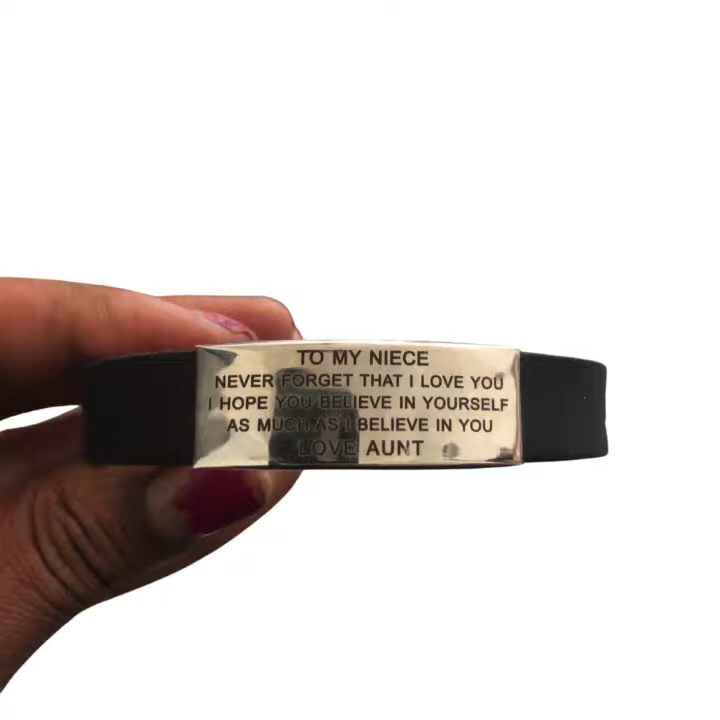 TO MY NIECE
NEVER FORGET THAT I LOVE YOU
I HOPE YOU BELIEVE IN YOURSELF
AS MUCH AS I BELIEVE IN YOU
LOVE AUNT